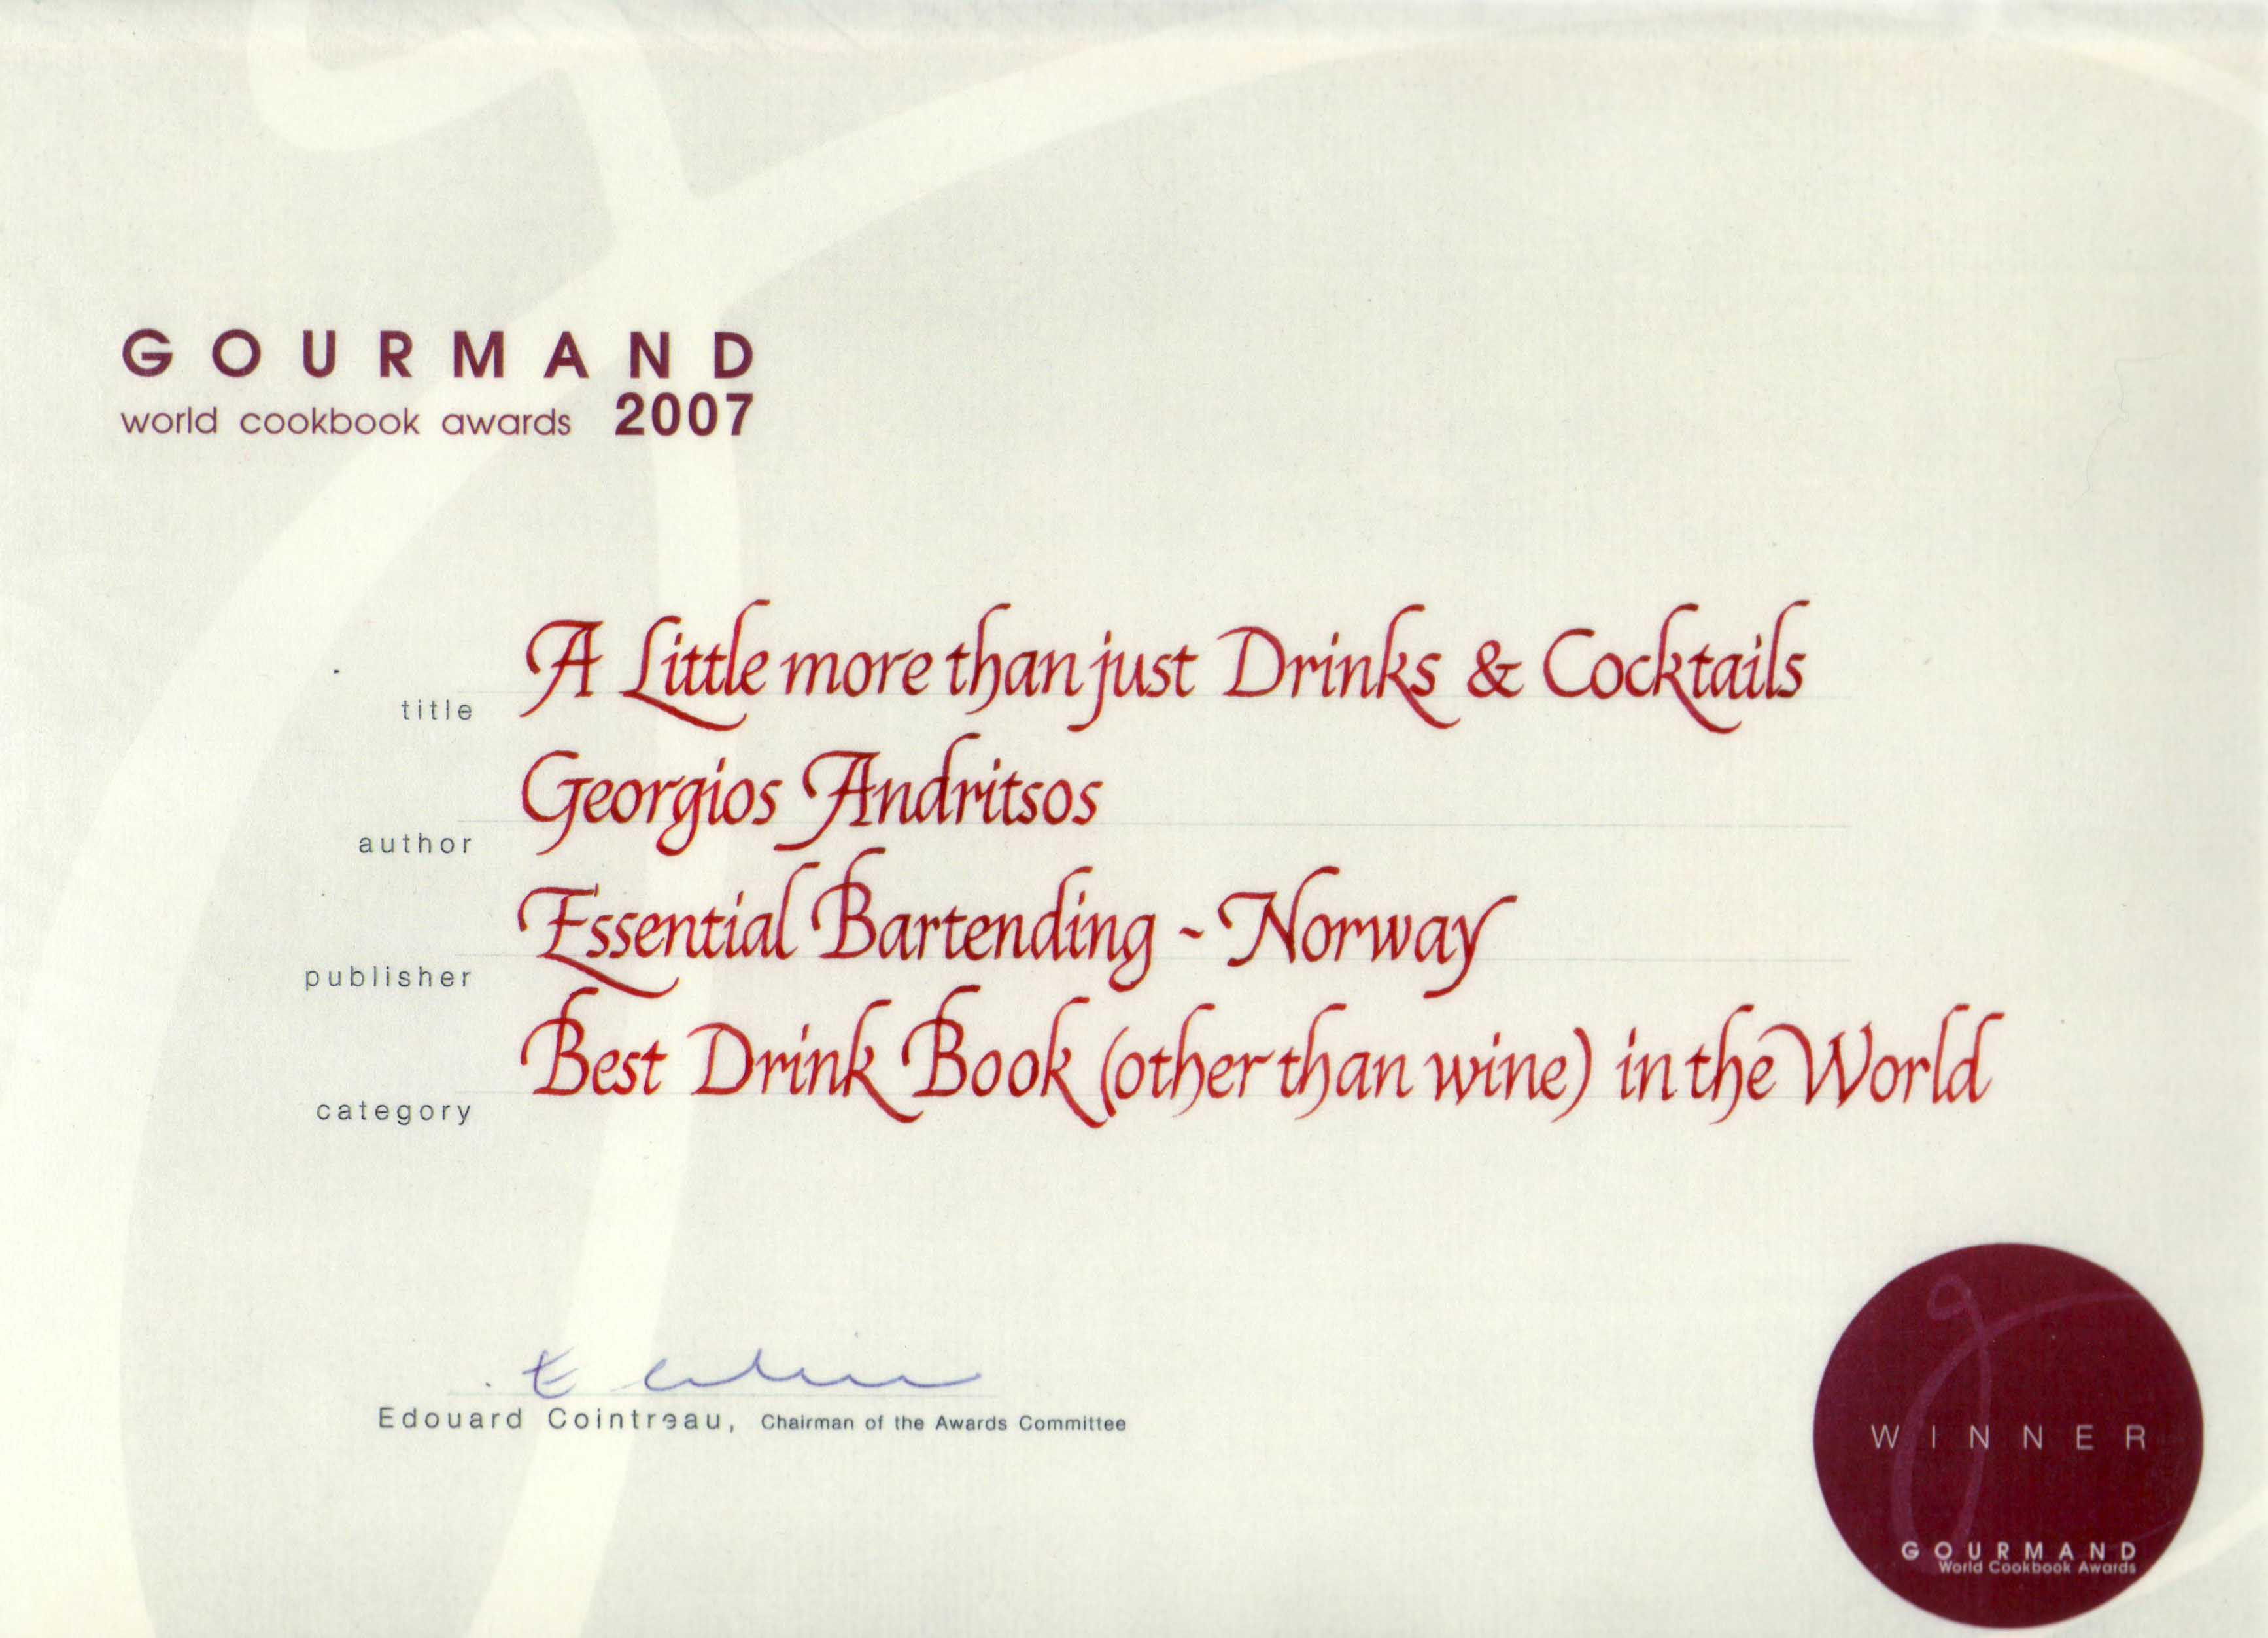 GOURMAND
world cookbook awards 2007
title A Little more than just Drinks & Cocktails
author Georgios Andritsos
publisher Essential Bartending - Norway
category Best Drink Book (other than wine) in the World
Edouard Cointreau, Chairman of the Awards Committee
WINNER
GOURMAND
World Cookbook Awards